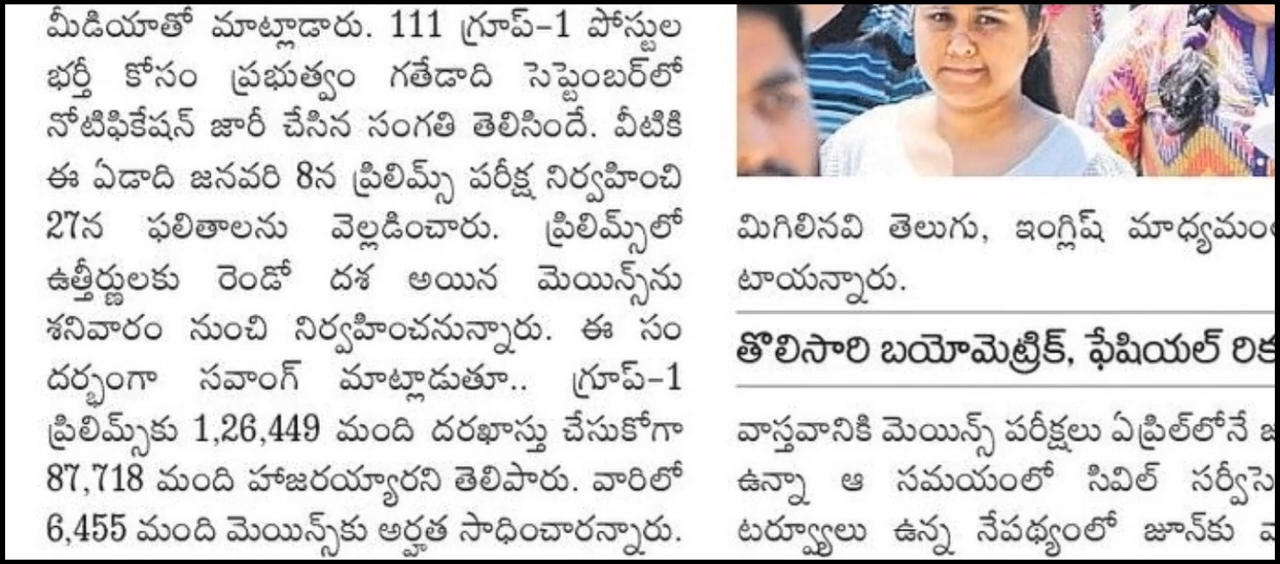 మీడియాతో మాట్లాడారు. 111 గ్రూప్-1 పోస్టుల
భర్తీ కోసం ప్రభుత్వం గతేడాది సెప్టెంబర్‌లో
నోటిఫికేషన్ జారీ చేసిన సంగతి తెలిసిందే. వీటికి
ఈ ఏడాది జనవరి 8న ప్రిలిమ్స్ పరీక్ష నిర్వహించి
27న ఫలితాలను వెల్లడించారు. ప్రిలిమ్స్‌లో
ఉత్తీర్ణులకు రెండో దశ అయిన మెయిన్స్‌ను
శనివారం నుంచి నిర్వహించనున్నారు. ఈ సం
దర్భంగా సవాంగ్ మాట్లాడుతూ.. గ్రూప్-1
ప్రిలిమ్స్‌కు 1,26,449 మంది దరఖాస్తు చేసుకోగా
87,718 మంది హాజరయ్యారని తెలిపారు. వారిలో
6,455 మంది మెయిన్స్‌కు అర్హత సాధించారన్నారు.
మిగిలినవి తెలుగు, ఇంగ్లిష్ మాధ్యమం
టాయన్నారు.
తొలిసారి బయోమెట్రిక్, ఫేషియల్ రిక
వాస్తవానికి మెయిన్స్ పరీక్షలు ఏప్రిల్‌లోనే
ఉన్నా ఆ సమయంలో సివిల్ సర్వీసె
టర్వ్యూలు ఉన్న నేపథ్యంలో జూన్‌కు